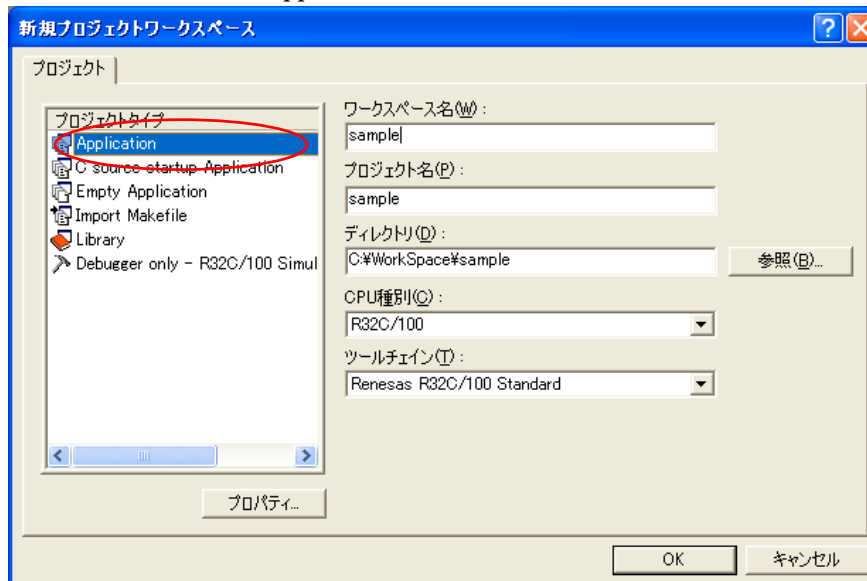 新規プロジェクトワークスペース
プロジェクト
プロジェクトタイプ
Application
C source startup Application
Empty Application
Import Makefile
Library
Debugger only - R32C/100 Simul
プロパティ...
ワークスペース名(W):
sample
プロジェクト名(P):
sample
ディレクトリ(D):
C:¥WorkSpace¥sample
参照(B)...
CPU種別(C):
R32C/100
ツールチェイン(T):
Renesas R32C/100 Standard
OK
キャンセル